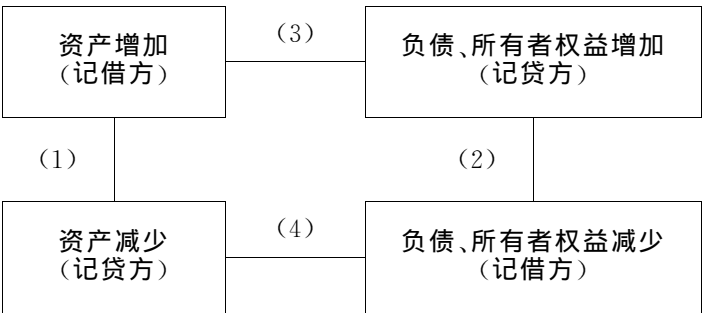 资产增加
(记借方)
(3)
负债、所有者权益增加
(记贷方)
(1)
(2)
资产减少
(记贷方)
(4)
负债、所有者权益减少
(记借方)